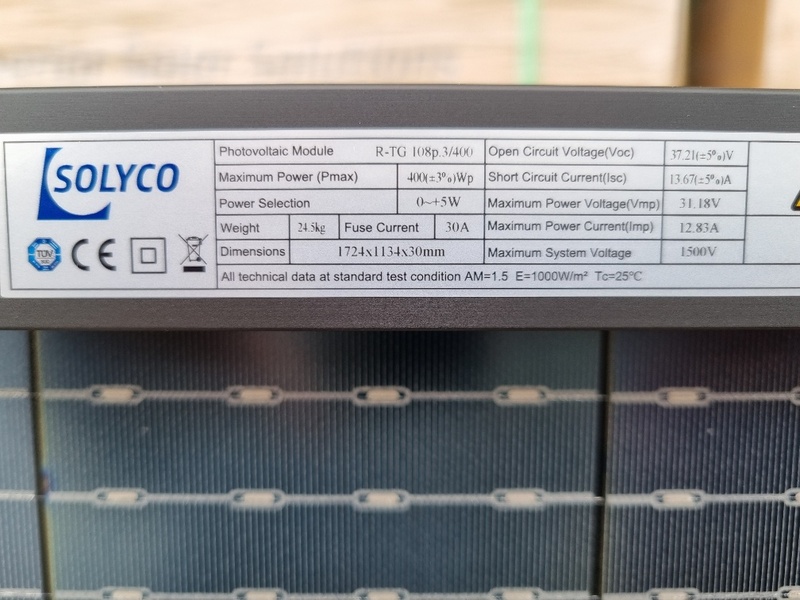 SOLYCO
TÜV
CE
Photovoltaic Module R-TG 108p.3/400
Maximum Power (Pmax) 400(±3%)Wp
Power Selection 0~+5W
Weight 24.5kg Fuse Current 30A
Dimensions 1724x1134x30mm
Open Circuit Voltage(Voc) 37.21(±5%)V
Short Circuit Current(Isc) 13.67(±5%)A
Maximum Power Voltage(Vmp) 31.18V
Maximum Power Current(Imp) 12.83A
Maximum System Voltage 1500V
All technical data at standard test condition AM=1.5 E=1000W/m² Tc=25°C